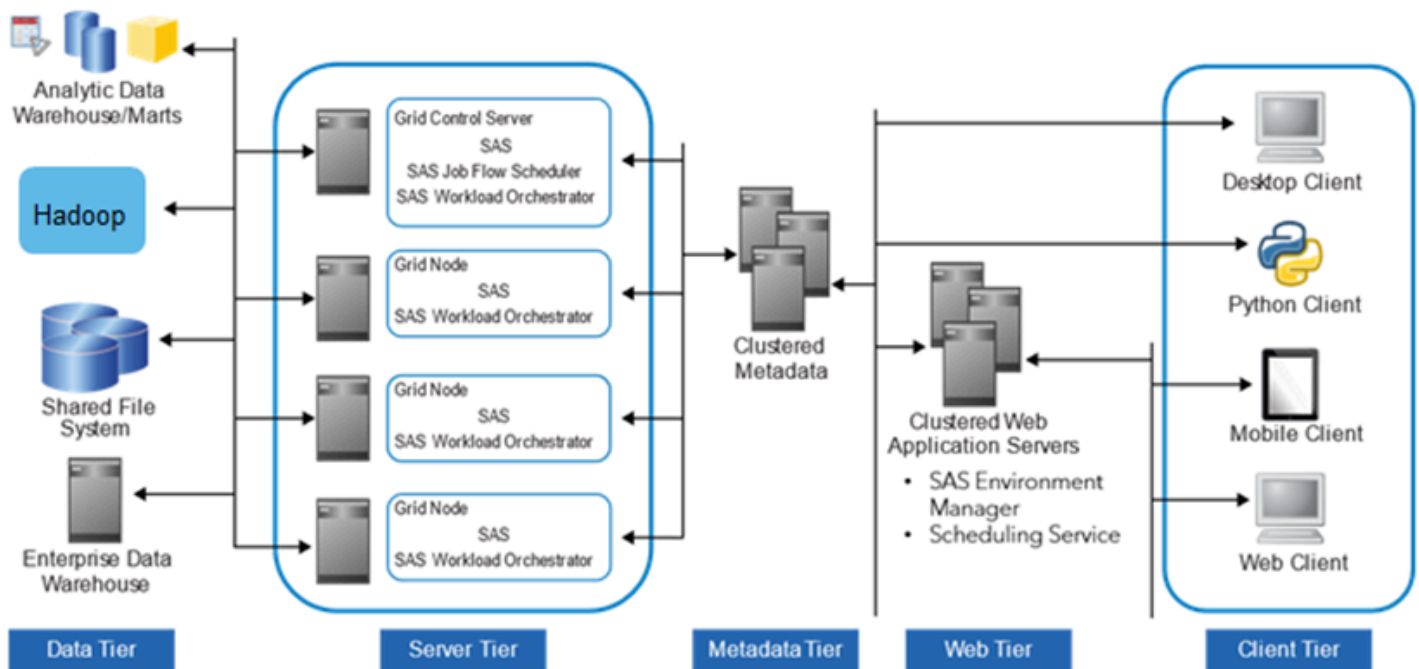 Analytic Data
Warehouse/Marts
Hadoop
Shared File
System
Enterprise Data
Warehouse
Data Tier
Grid Control Server
SAS
SAS Job Flow Scheduler
SAS Workload Orchestrator
Grid Node
SAS
SAS Workload Orchestrator
Grid Node
SAS
SAS Workload Orchestrator
Grid Node
SAS
SAS Workload Orchestrator
Server Tier
Clustered
Metadata
Metadata Tier
Clustered Web
Application Servers
• SAS Environment
Manager
• Scheduling Service
Web Tier
Desktop Client
Python Client
Mobile Client
Web Client
Client Tier